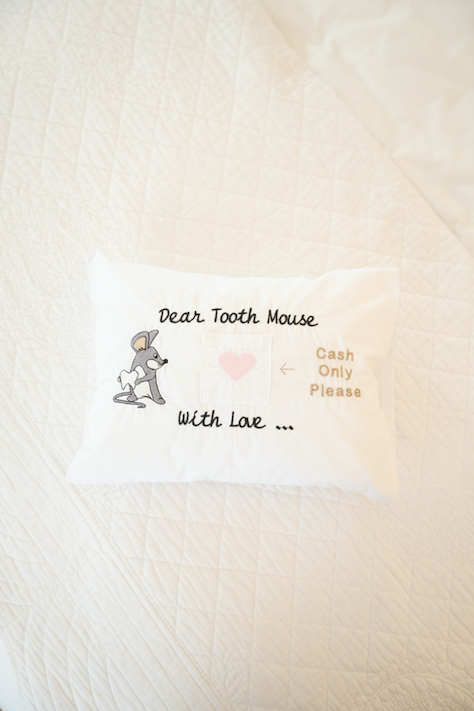 Dear Tooth Mouse
← Cash
Only
Please
With Love ...